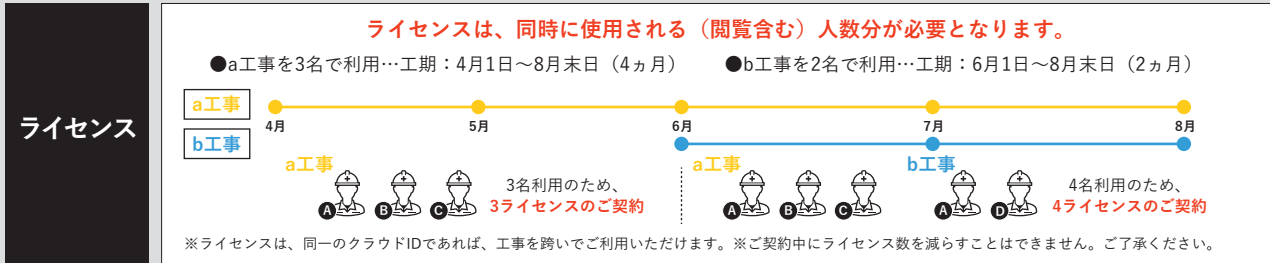 ライセンス
ライセンスは、同時に使用される（閲覧含む）人数分が必要となります。
●a工事を3名で利用…工期：4月1日〜8月末日（4ヵ月）
●b工事を2名で利用…工期：6月1日〜8月末日（2ヵ月）
a工事
4月
5月
6月
7月
8月
b工事
a工事
A
B
C
3名利用のため、
3ライセンスのご契約
a工事
A
B
C
b工事
A
D
4名利用のため、
4ライセンスのご契約
※ライセンスは、同一のクラウドIDであれば、工事を跨いでご利用いただけます。※ご契約中にライセンス数を減らすことはできません。ご了承ください。